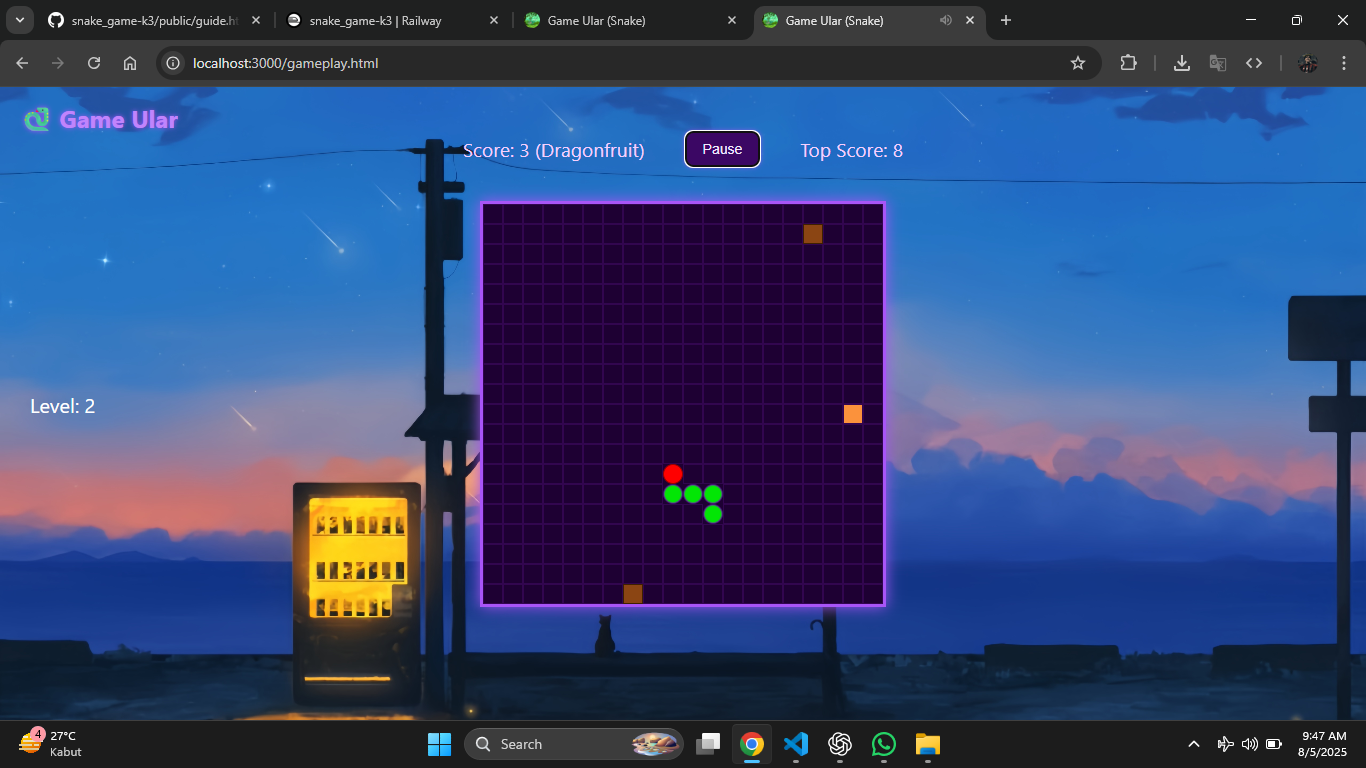 snake_game-k3/public/guide.ht
snake_game-k3 | Railway
Game Ular (Snake)
Game Ular (Snake)
localhost:3000/gameplay.html
Game Ular
Score: 3 (Dragonfruit)
Pause
Top Score: 8
Level: 2
4
27°C
Kabut
Search
9:47 AM
8/5/2025